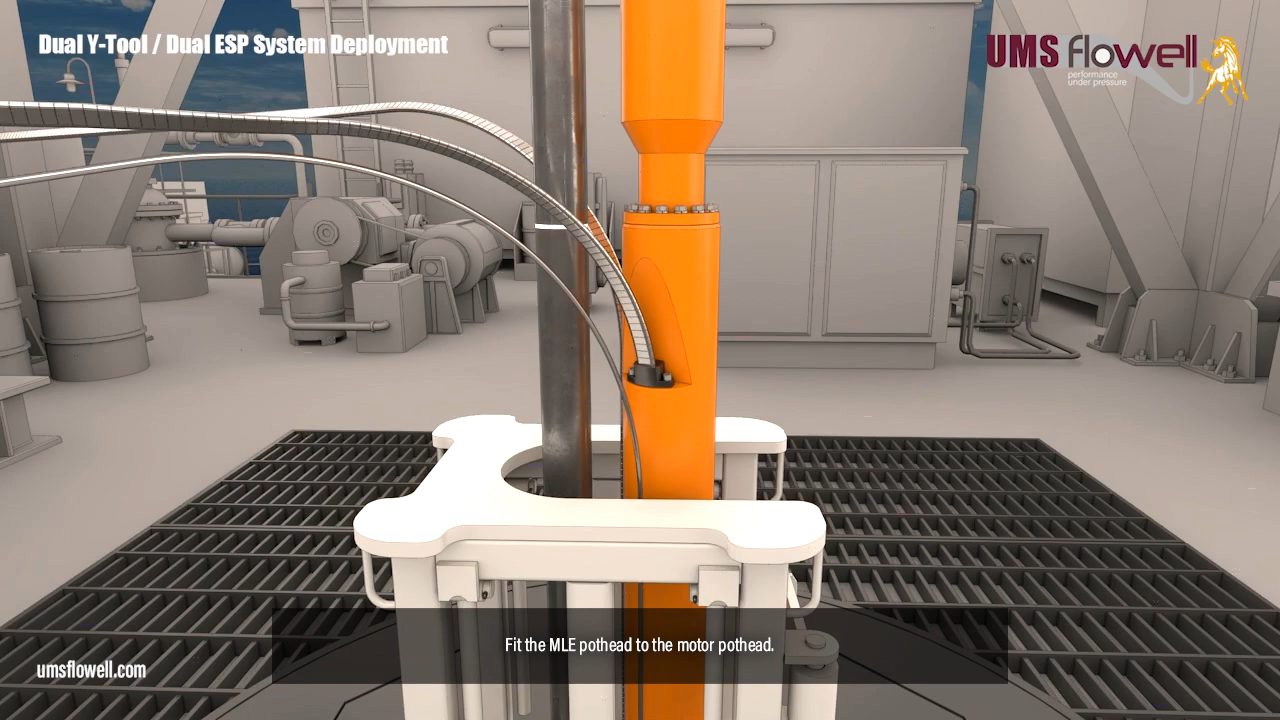 Dual Y-Tool / Dual ESP System Deployment
UMS flowell
performance
under pressure
Fit the MLE pothead to the motor pothead.
umsflowell.com